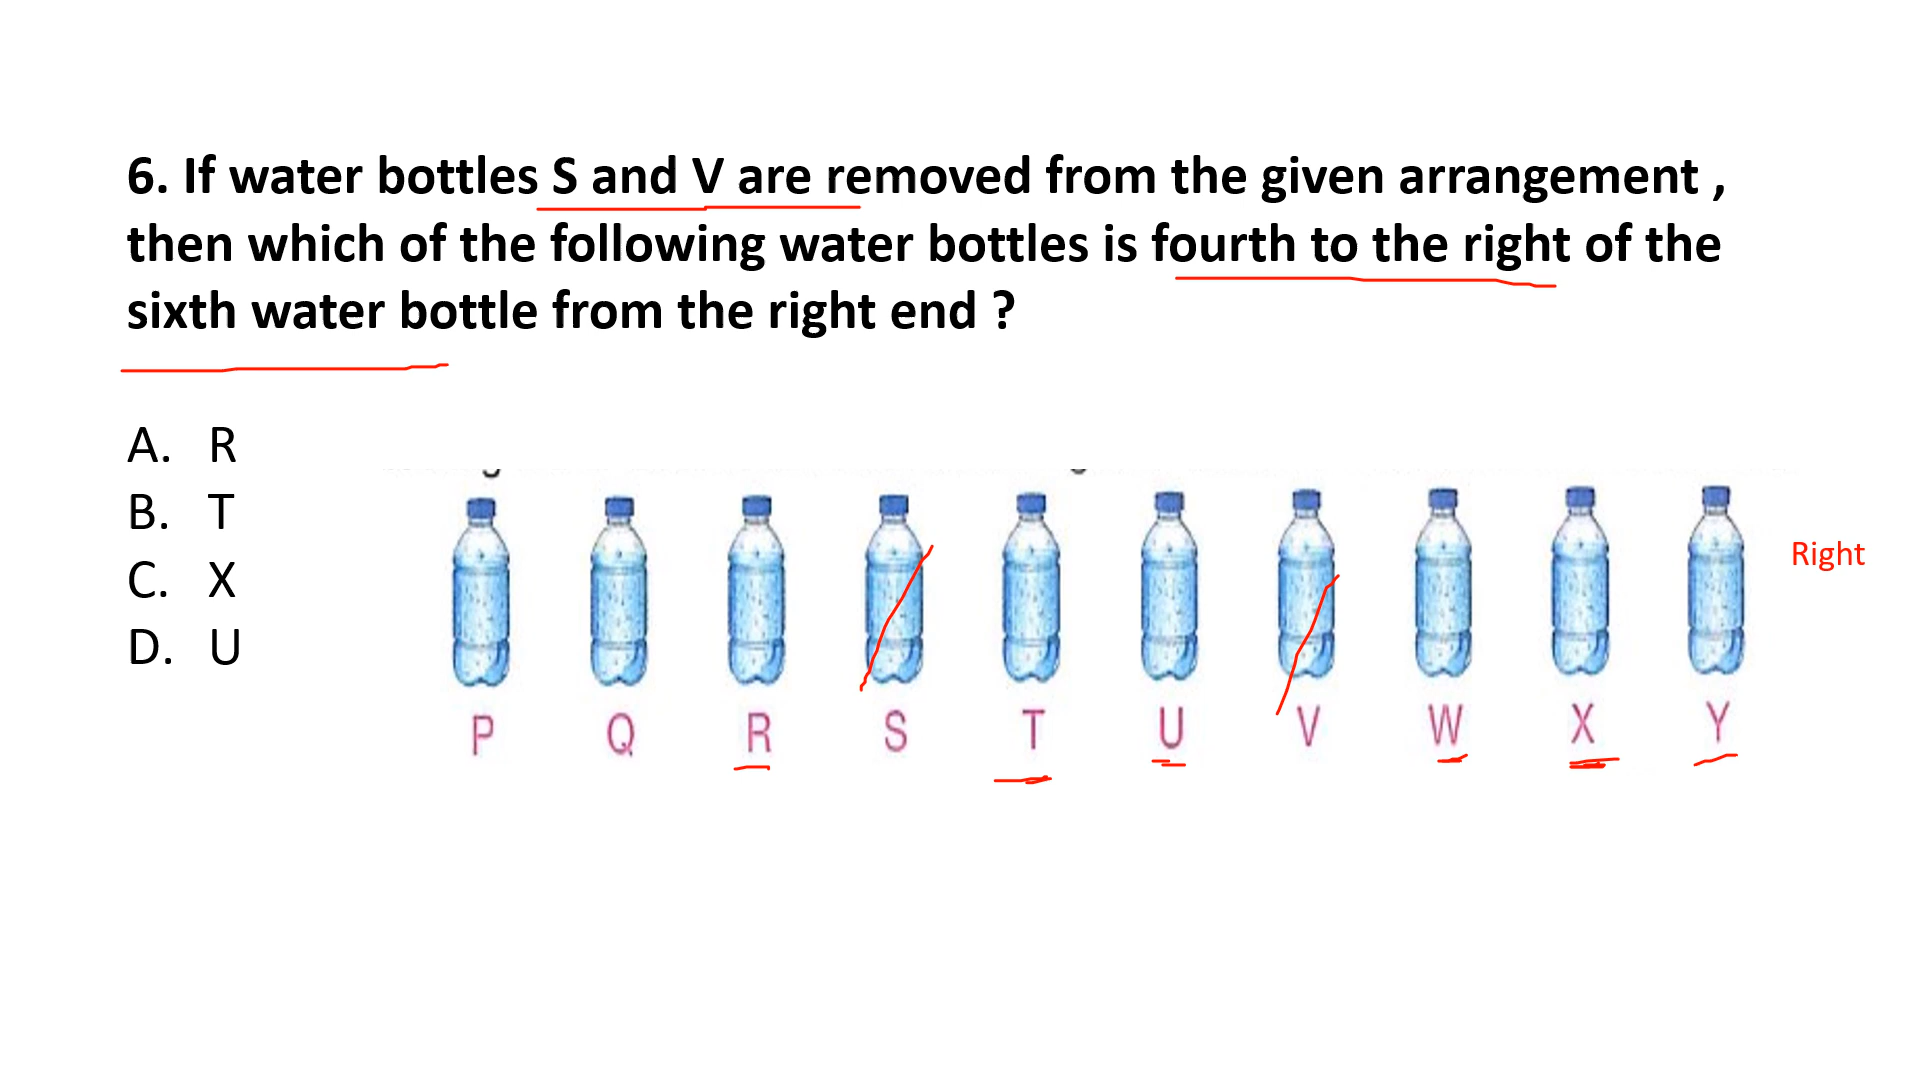 6. If water bottles S and V are removed from the given arrangement ,
then which of the following water bottles is fourth to the right of the
sixth water bottle from the right end ?
A. R
B. T
C. X
D. U
Right
P Q R S T U V W X Y